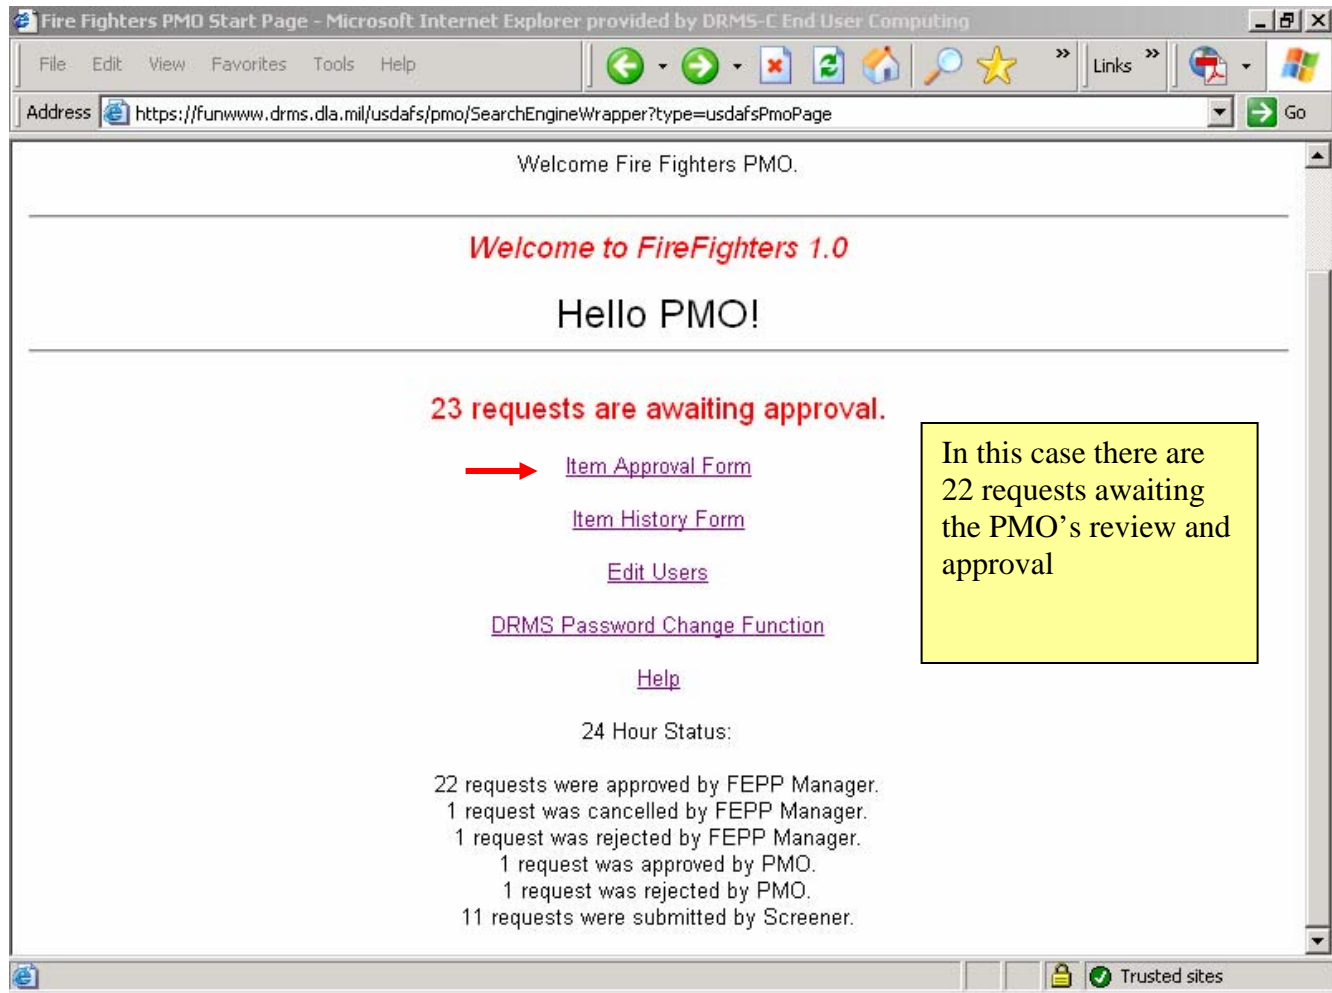 Fire Fighters PMO Start Page - Microsoft Internet Explorer provided by DRMS-C End User Computing
File Edit View Favorites Tools Help » Links »
Address https://funwww.drms.dla.mil/usdafs/pmo/SearchEngineWrapper?type=usdafsPmoPage Go
Welcome Fire Fighters PMO.
Welcome to FireFighters 1.0
Hello PMO!
23 requests are awaiting approval.
Item Approval Form
Item History Form
Edit Users
DRMS Password Change Function
Help
In this case there are
22 requests awaiting
the PMO’s review and
approval
24 Hour Status:
22 requests were approved by FEPP Manager.
1 request was cancelled by FEPP Manager.
1 request was rejected by FEPP Manager.
1 request was approved by PMO.
1 request was rejected by PMO.
11 requests were submitted by Screener.
Trusted sites